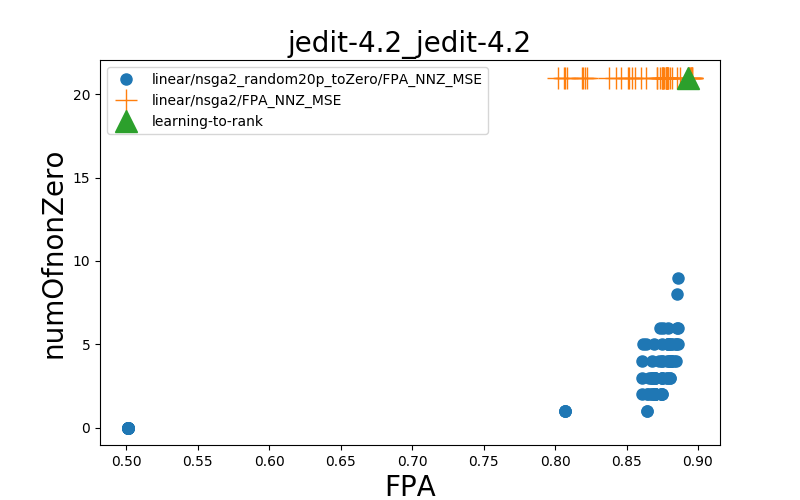 jedit-4.2_jedit-4.2
linear/nsga2_random20p_toZero/FPA_NNZ_MSE
linear/nsga2/FPA_NNZ_MSE
learning-to-rank
numOfnonZero
20
15
10
5
0
0.50 0.55 0.60 0.65 0.70 0.75 0.80 0.85 0.90
FPA